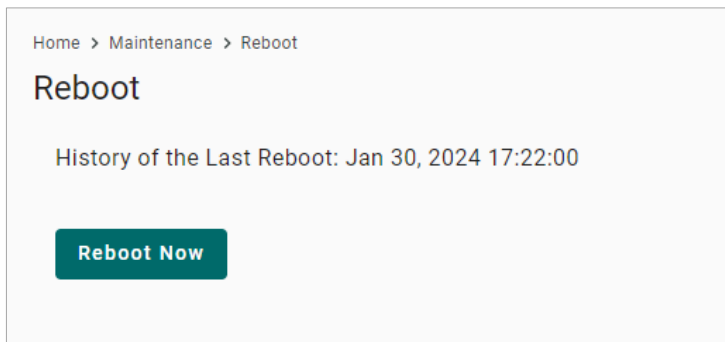 Home > Maintenance > Reboot
Reboot
History of the Last Reboot: Jan 30, 2024 17:22:00
Reboot Now